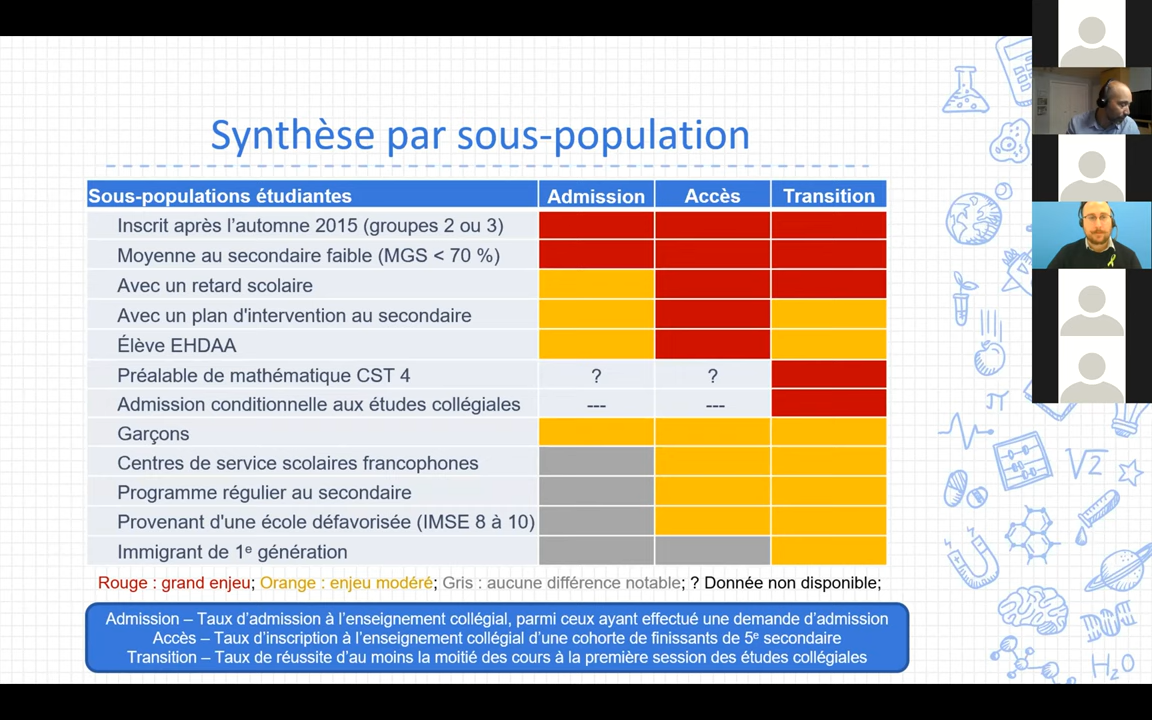 Synthèse par sous-population
Sous-populations étudiantes Admission Accès Transition
Inscrit après l'automne 2015 (groupes 2 ou 3)
Moyenne au secondaire faible (MGS < 70 %)
Avec un retard scolaire
Avec un plan d'intervention au secondaire
Élève EHDAA
Préalable de mathématique CST 4 ? ?
Admission conditionnelle aux études collégiales --- ---
Garçons
Centres de service scolaires francophones
Programme régulier au secondaire
Provenant d'une école défavorisée (IMSE 8 à 10)
Immigrant de 1e génération
Rouge : grand enjeu; Orange : enjeu modéré; Gris : aucune différence notable; ? Donnée non disponible;
Admission – Taux d'admission à l'enseignement collégial, parmi ceux ayant effectué une demande d'admission
Accès – Taux d'inscription à l'enseignement collégial d'une cohorte de finissants de 5e secondaire
Transition – Taux de réussite d'au moins la moitié des cours à la première session des études collégiales
π
√2
H2O